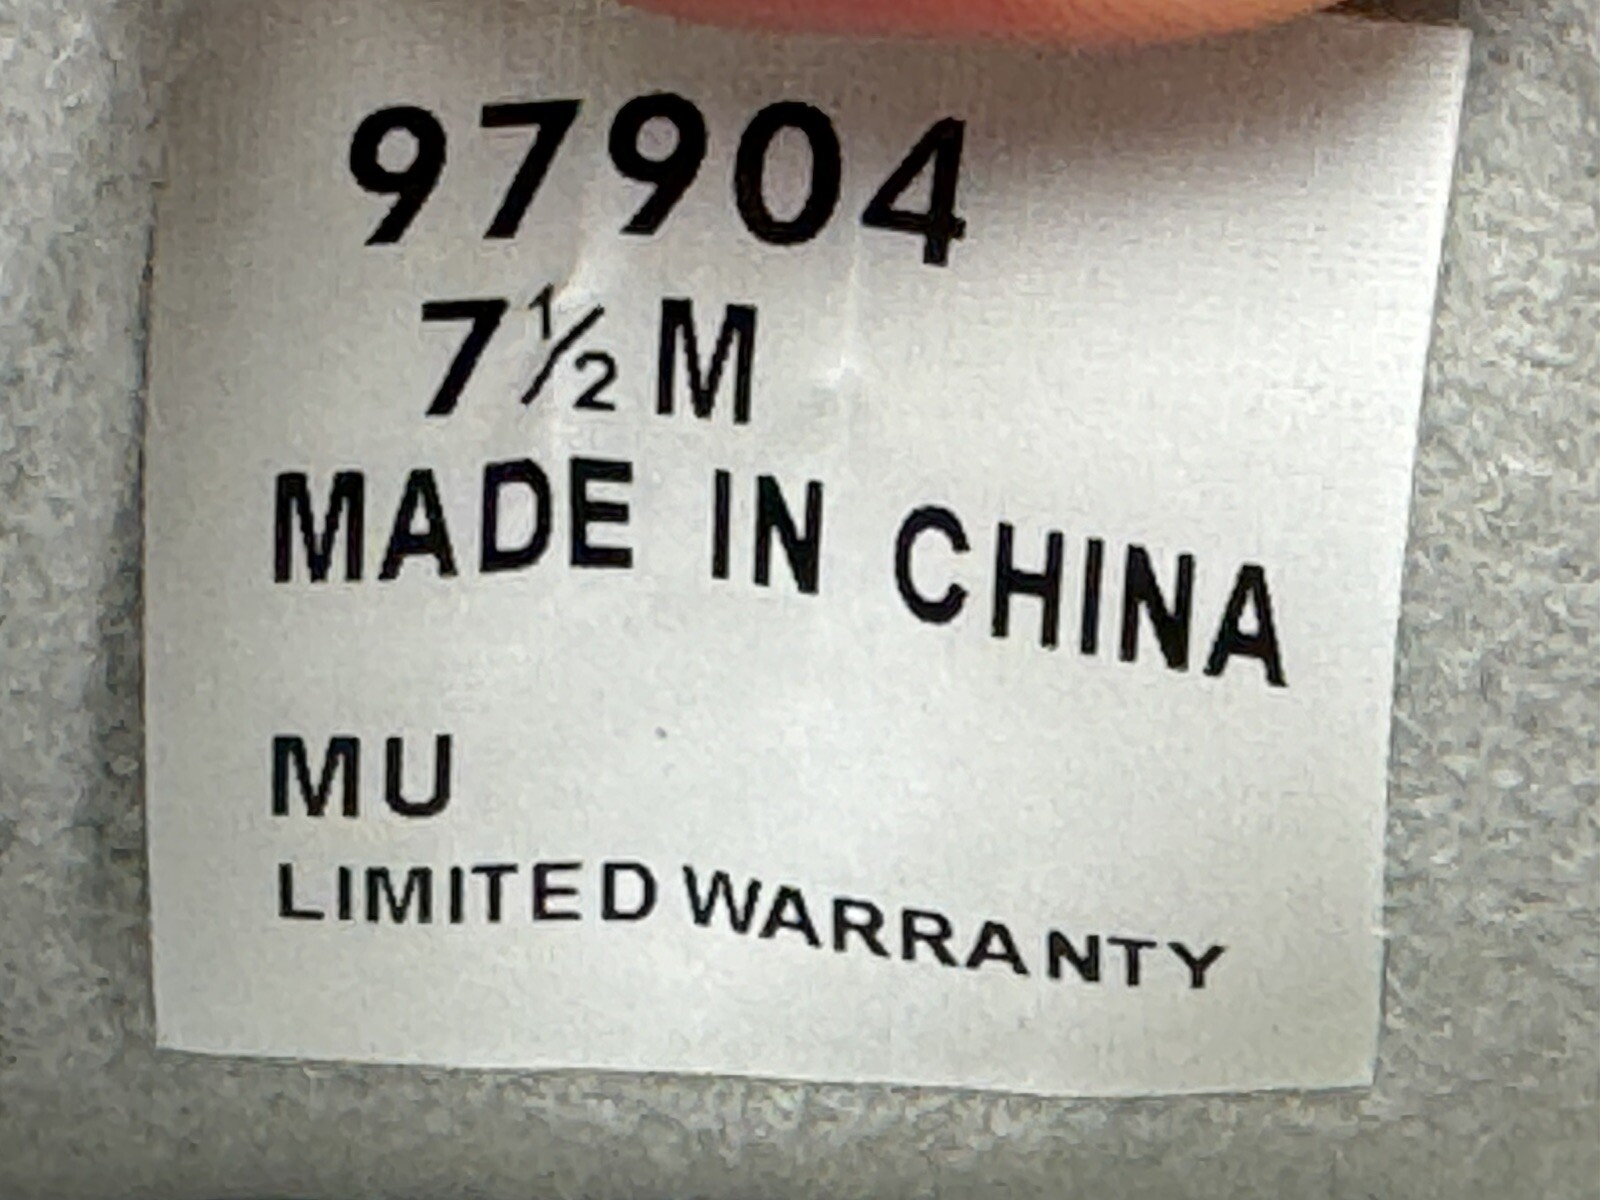 97904
7½ M
MADE IN CHINA
MU
LIMITED WARRANTY